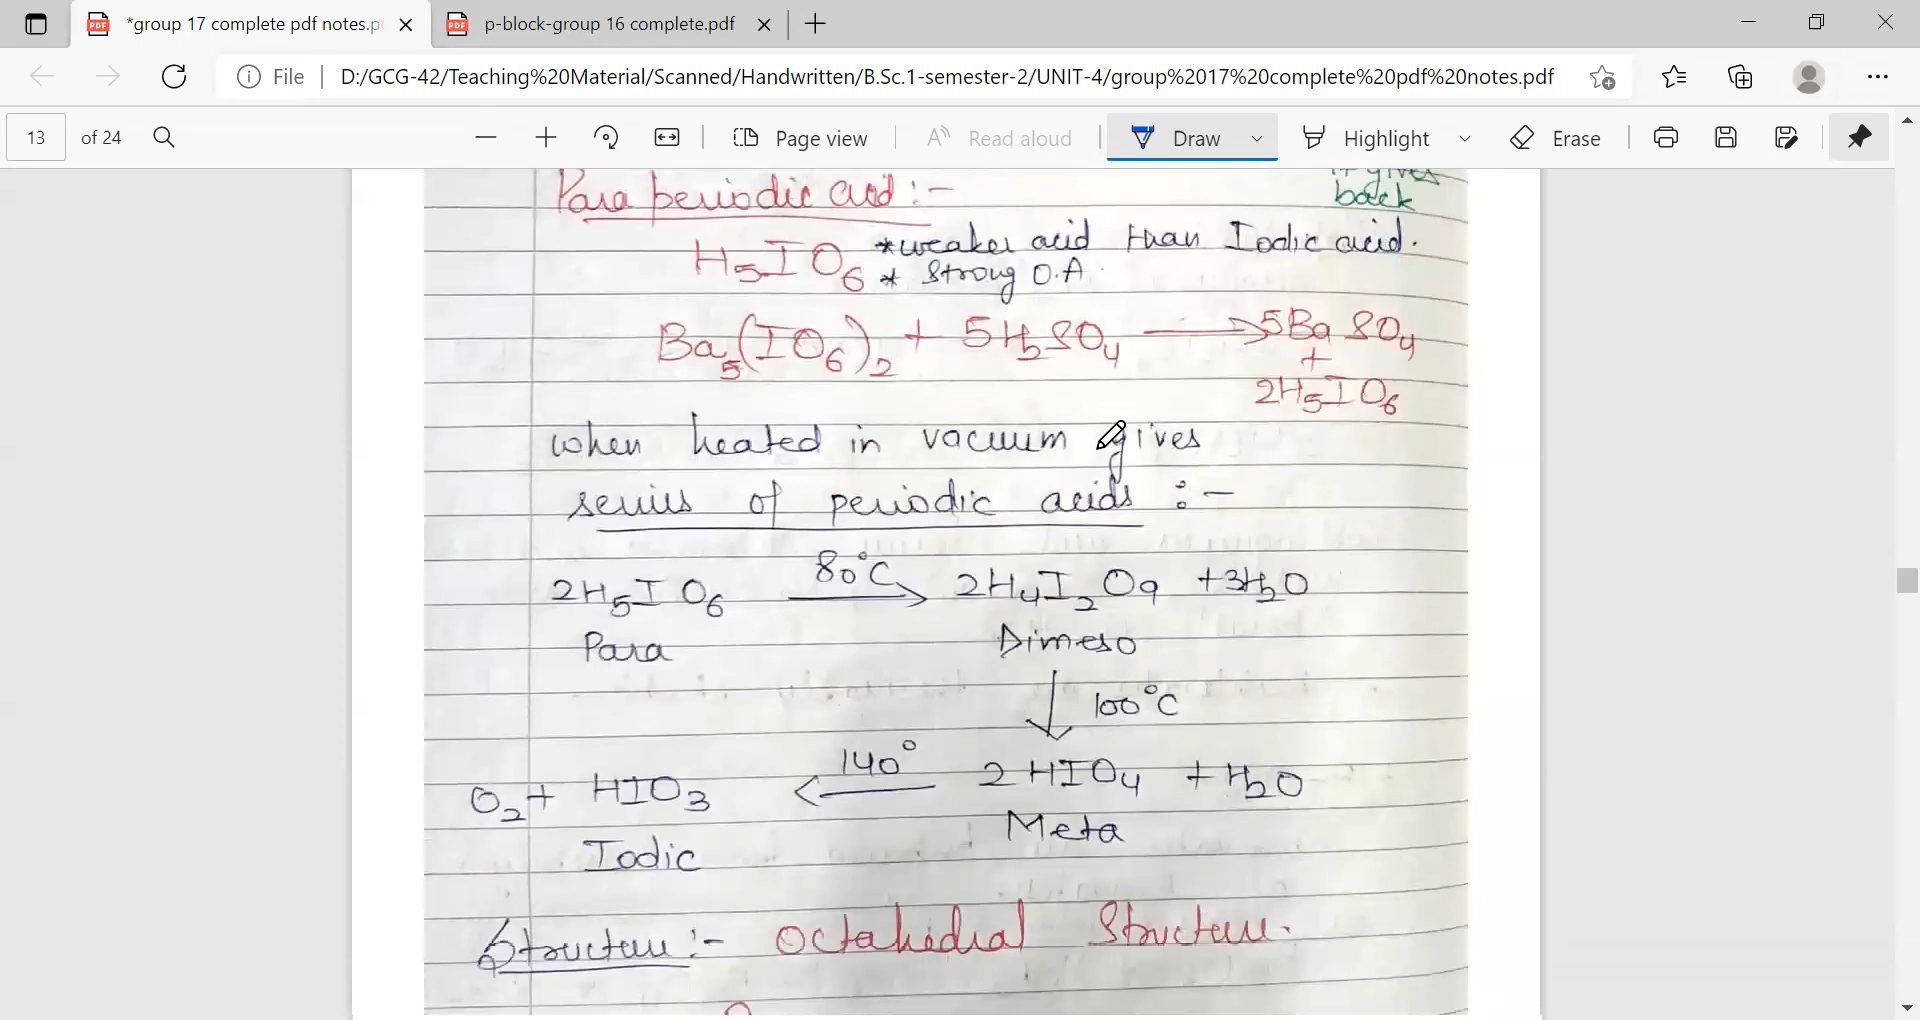 *group 17 complete pdf notes.p
p-block-group 16 complete.pdf
File
D:/GCG-42/Teaching%20Material/Scanned/Handwritten/B.Sc.1-semester-2/UNIT-4/group%2017%20complete%20pdf%20notes.pdf
13 of 24
Page view
Read aloud
Draw
Highlight
Erase
it gives
back
Para periodic acid :-
H5IO6 *weaker acid than Iodic acid.
* Strong O.A
Ba5(IO6)2 + 5H2SO4 → 5BaSO4
+
2H5IO6
when heated in vacuum gives
series of periodic acids :-
2H5IO6 80°C → 2H4I2O9 +3H2O
Para Dimeso
↓ 100°C
O2+ HIO3 ← 140° 2HIO4 + H2O
Iodic Meta
Structure :- Octahedral Structure.